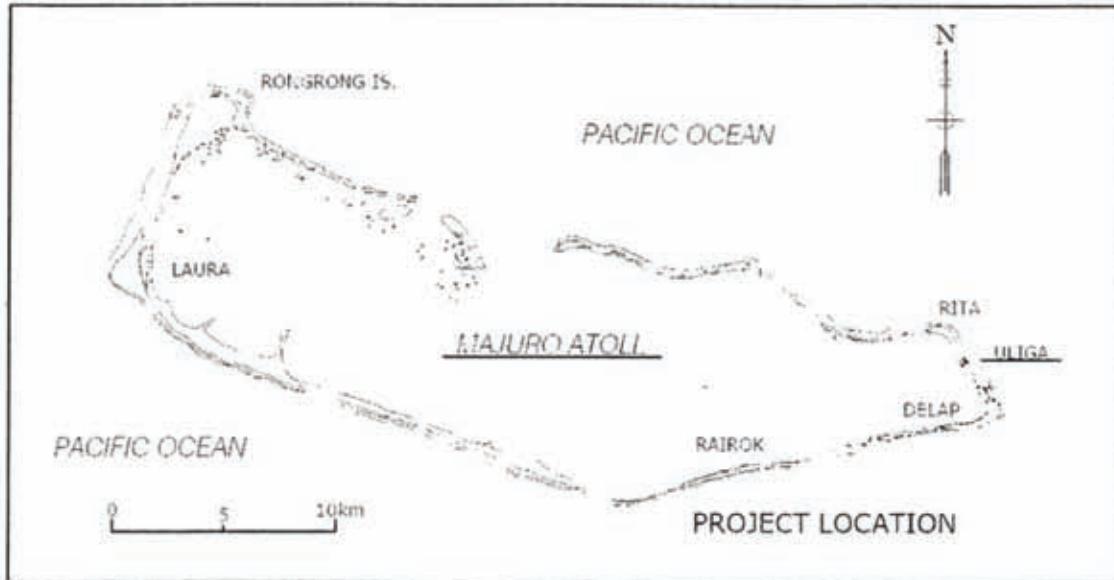 N
RONGRONG IS.
PACIFIC OCEAN
LAURA
RITA
MAJURO ATOLL
ULIGA
DELAP
RAIROK
PACIFIC OCEAN
0 5 10km
PROJECT LOCATION